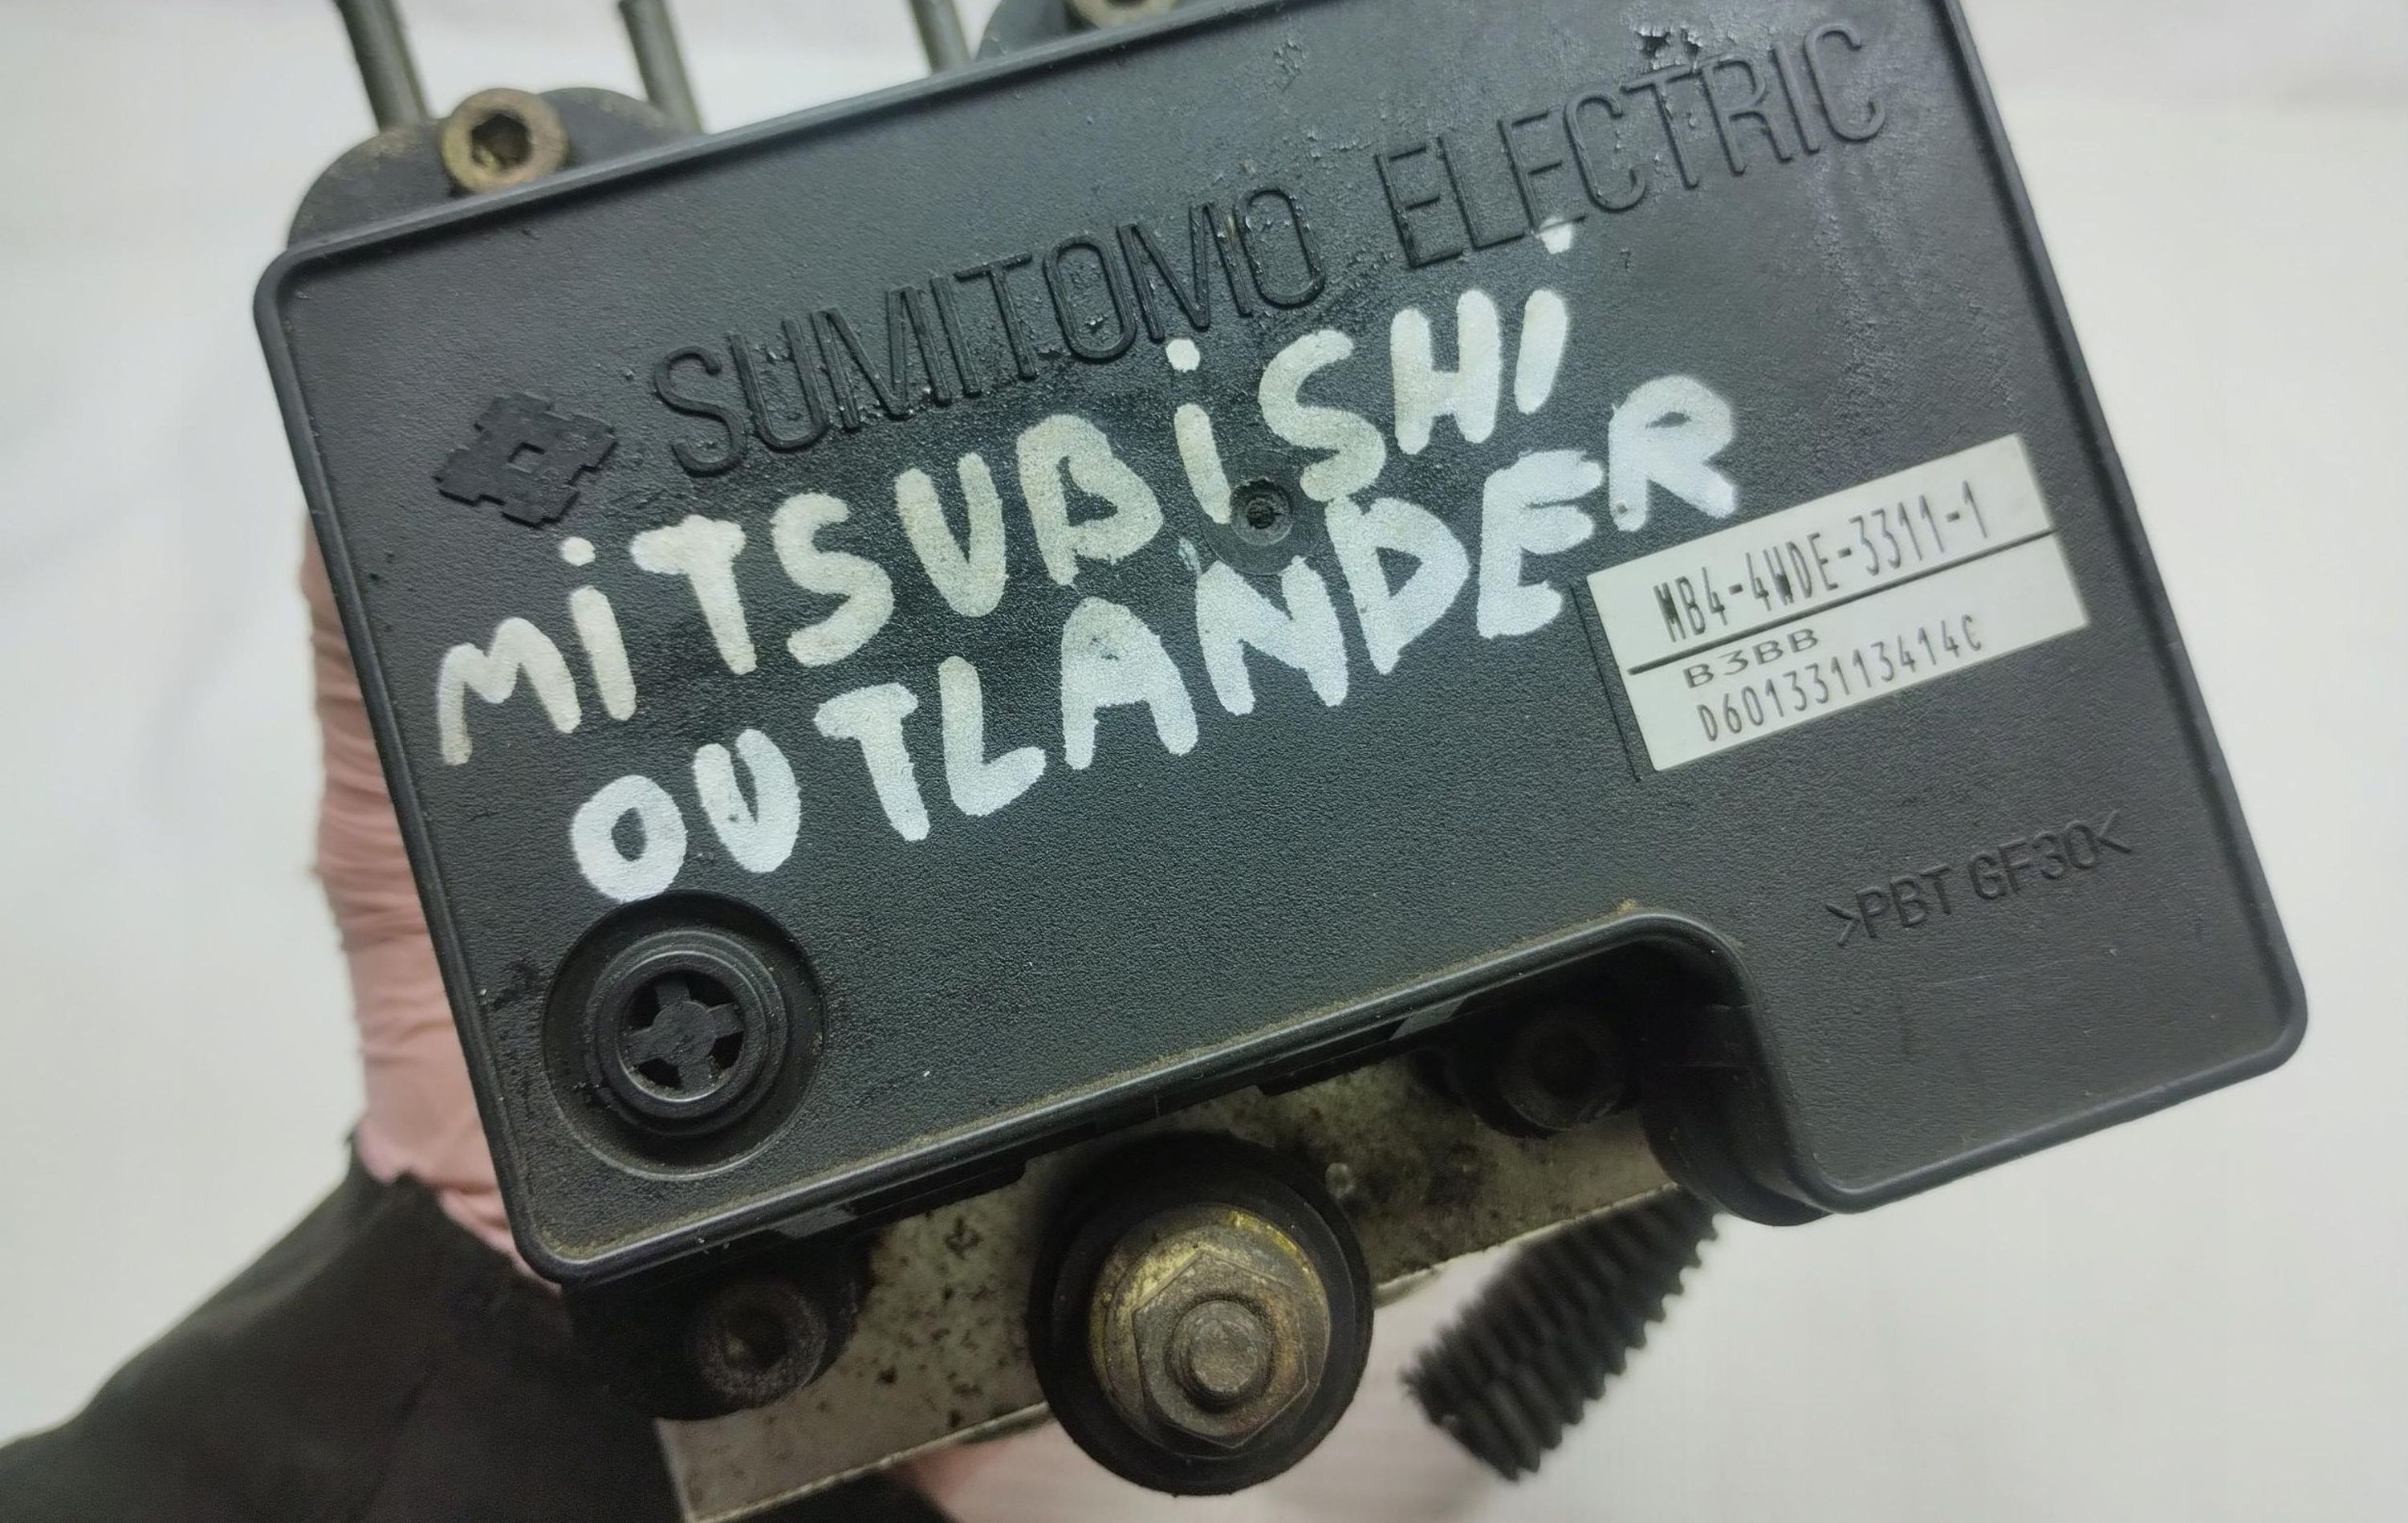 SUMITOMO ELECTRIC
MiTSUBiSHi
OUTLANDER
MB4-4WDE-3311-1
B3BB
D60133113414C
>PBT GF30<